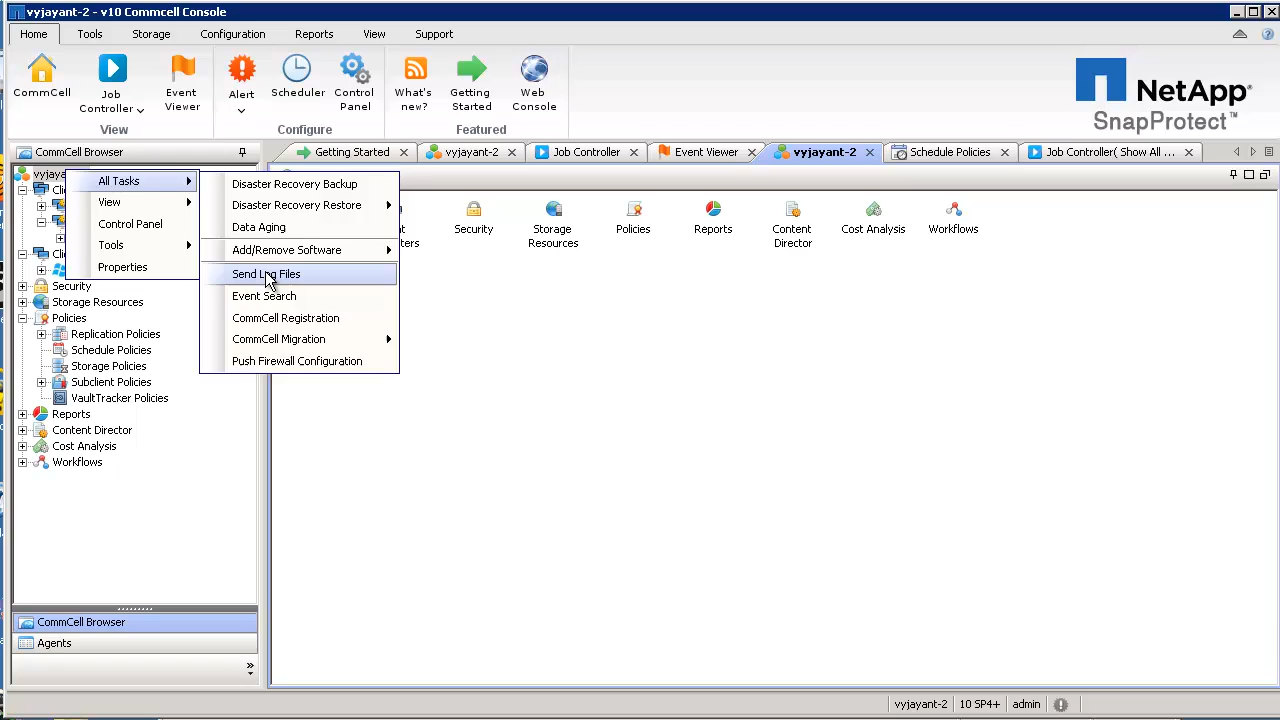 vyjayant-2 - v10 Commcell Console
Home Tools Storage Configuration Reports View Support
CommCell
Job Controller
Event Viewer
Alert
Scheduler
Control Panel
What's new?
Getting Started
Web Console
View Configure Featured
NetApp®
SnapProtect™
CommCell Browser
Getting Started vyjayant-2 Job Controller Event Viewer vyjayant-2 Schedule Policies Job Controller( Show All ...
All Tasks
View
Control Panel
Tools
Properties
Disaster Recovery Backup
Disaster Recovery Restore
Data Aging
Add/Remove Software
Send Log Files
Event Search
CommCell Registration
CommCell Migration
Push Firewall Configuration
Security
Storage Resources
Policies
Reports
Content Director
Cost Analysis
Workflows
Security
Storage Resources
Policies
Replication Policies
Schedule Policies
Storage Policies
Subclient Policies
VaultTracker Policies
Reports
Content Director
Cost Analysis
Workflows
CommCell Browser
Agents
vyjayant-2 10 SP4+ admin